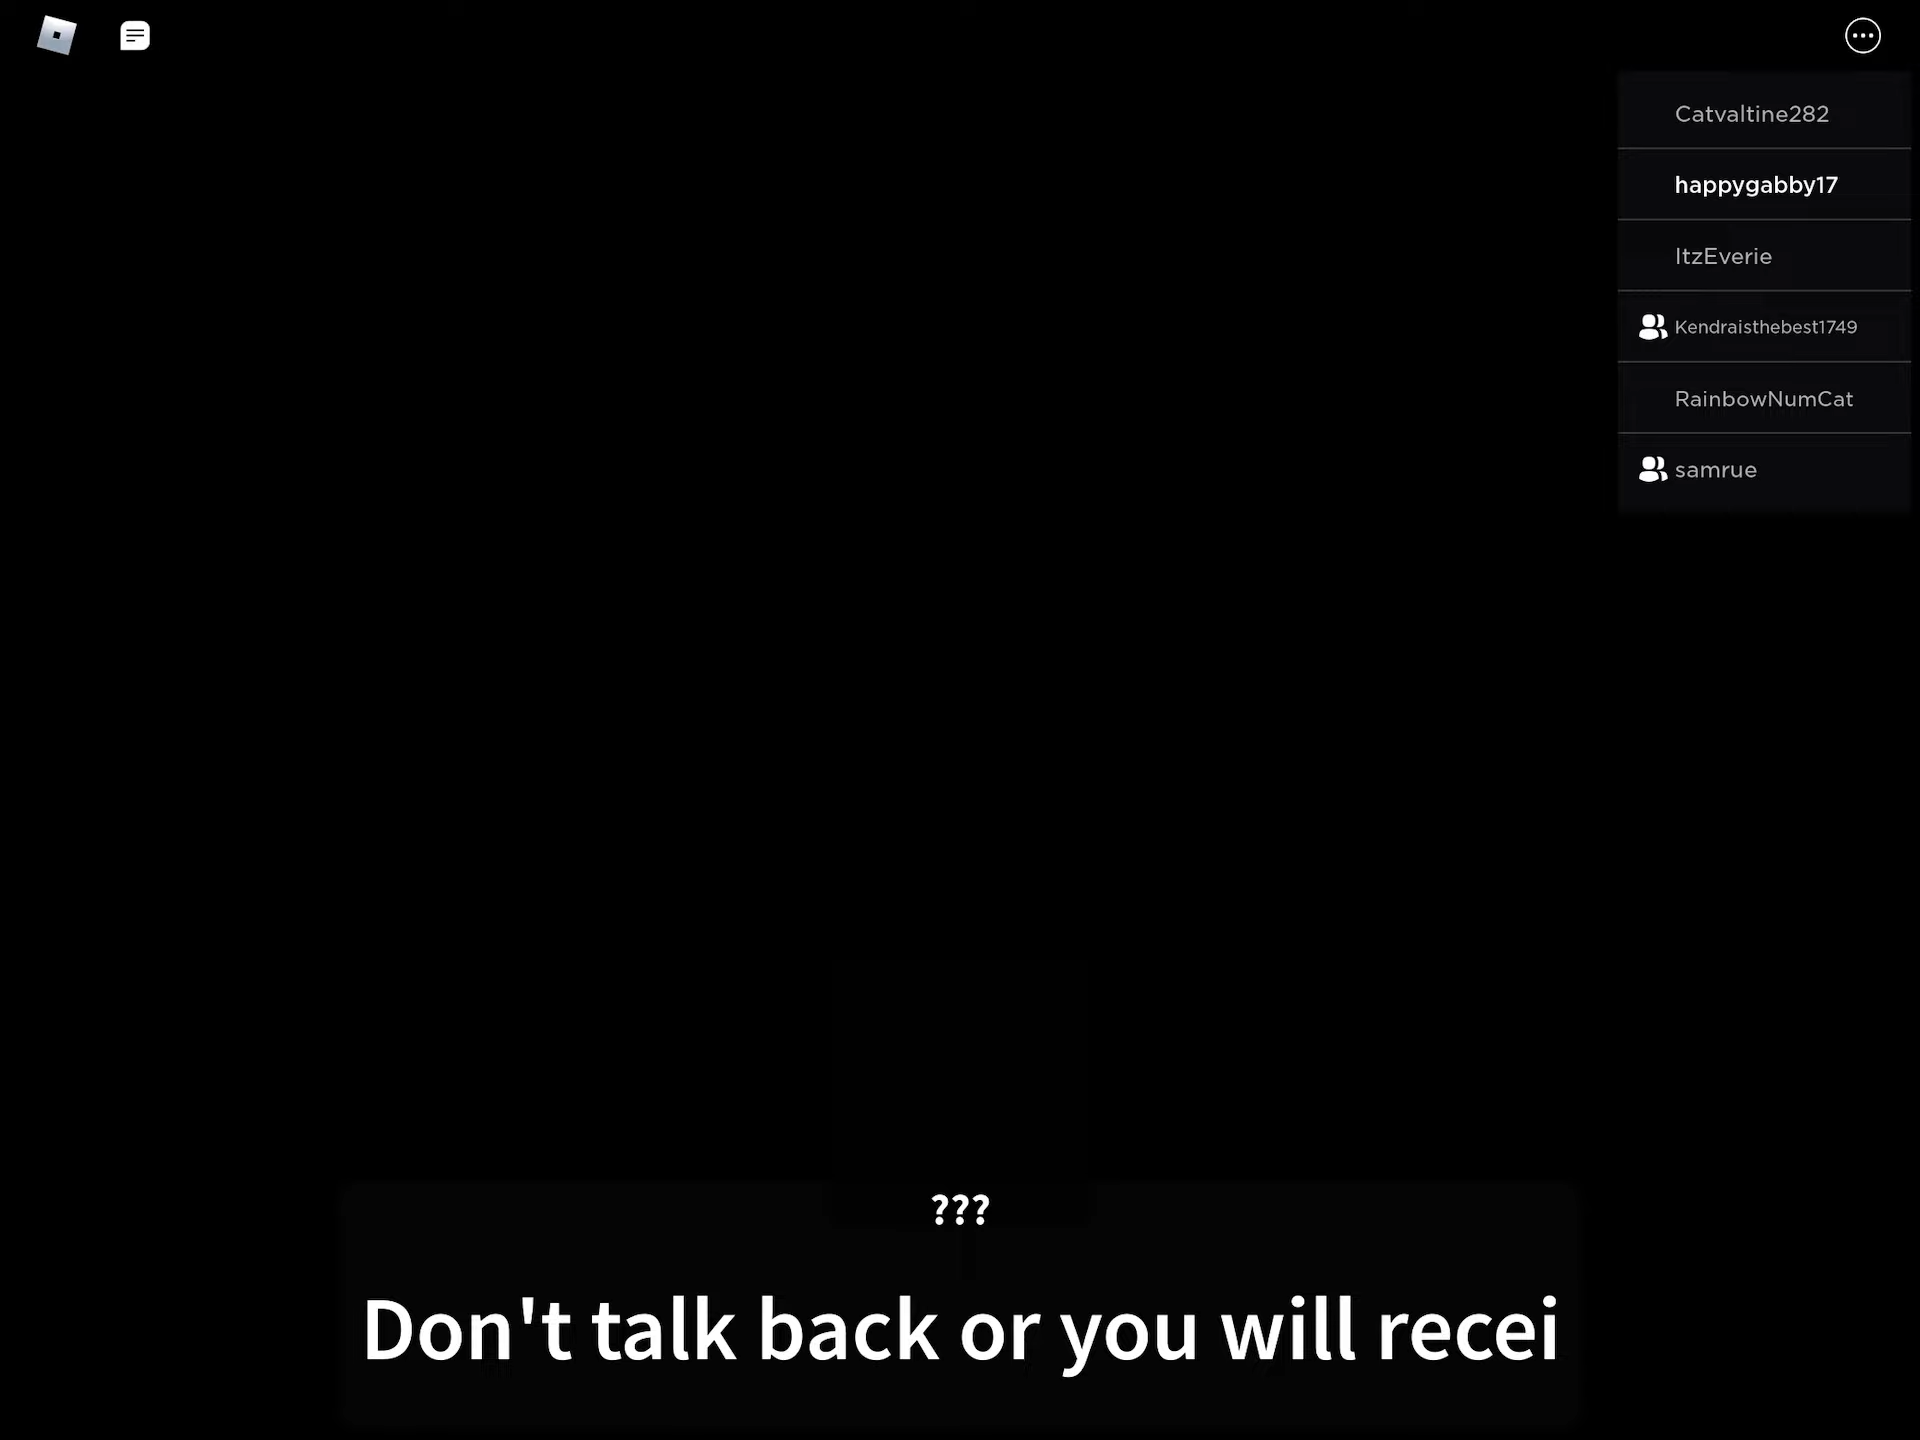 Catvaltine282
happygabby17
ItzEverie
Kendraisthebest1749
RainbowNumCat
samrue
???
Don't talk back or you will recei